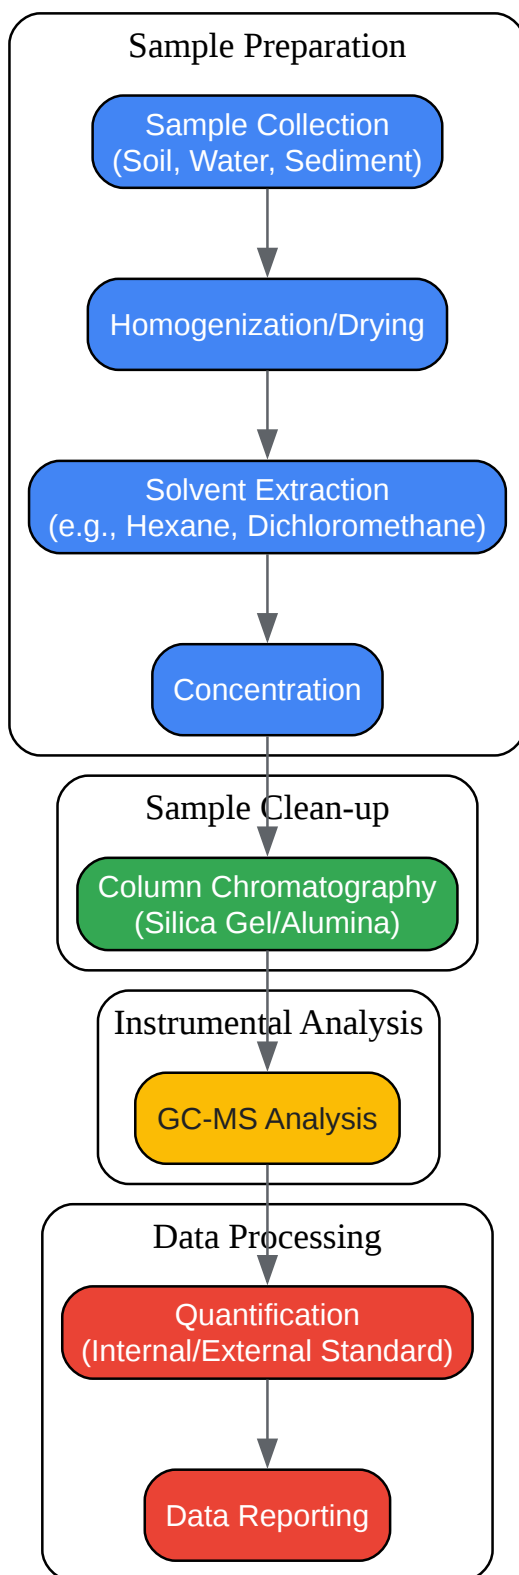 Sample Preparation
Sample Collection
(Soil, Water, Sediment)
Homogenization/Drying
Solvent Extraction
(e.g., Hexane, Dichloromethane)
Concentration
Sample Clean-up
Column Chromatography
(Silica Gel/Alumina)
Instrumental Analysis
GC-MS Analysis
Data Processing
Quantification
(Internal/External Standard)
Data Reporting